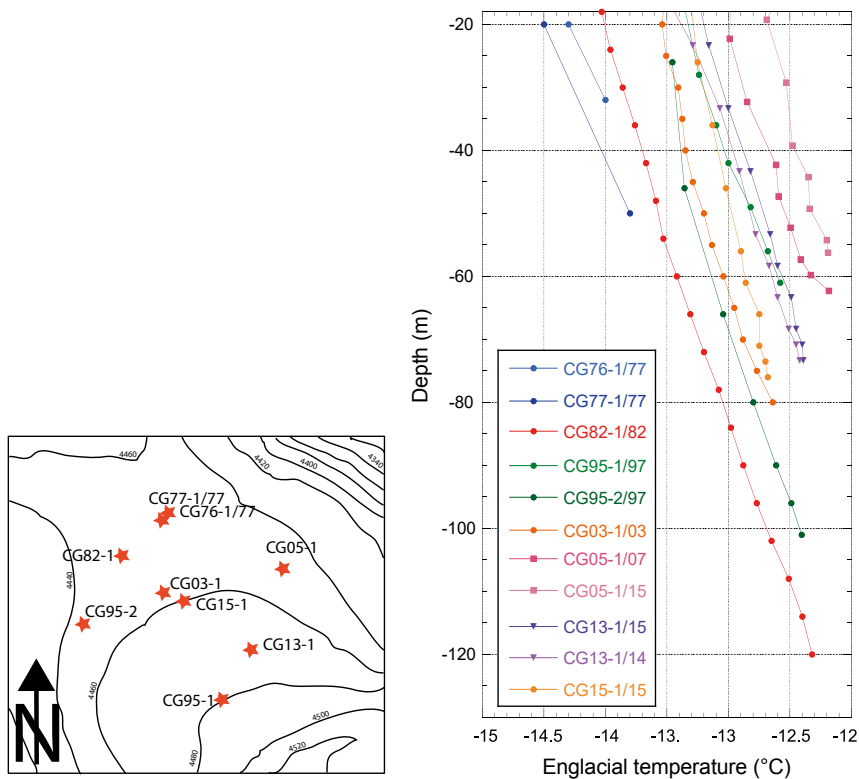 4460
4420
4400
4340
CG77-1/77
CG76-1/77
CG82-1
CG05-1
4440
CG03-1
CG15-1
CG95-2
CG13-1
4460
CG95-1
4500
4480
4520
N
-20
-40
-60
-80
-100
-120
Depth (m)
CG76-1/77
CG77-1/77
CG82-1/82
CG95-1/97
CG95-2/97
CG03-1/03
CG05-1/07
CG05-1/15
CG13-1/15
CG13-1/14
CG15-1/15
-15 -14.5 -14 -13.5 -13. -12.5 -12
Englacial temperature (°C)